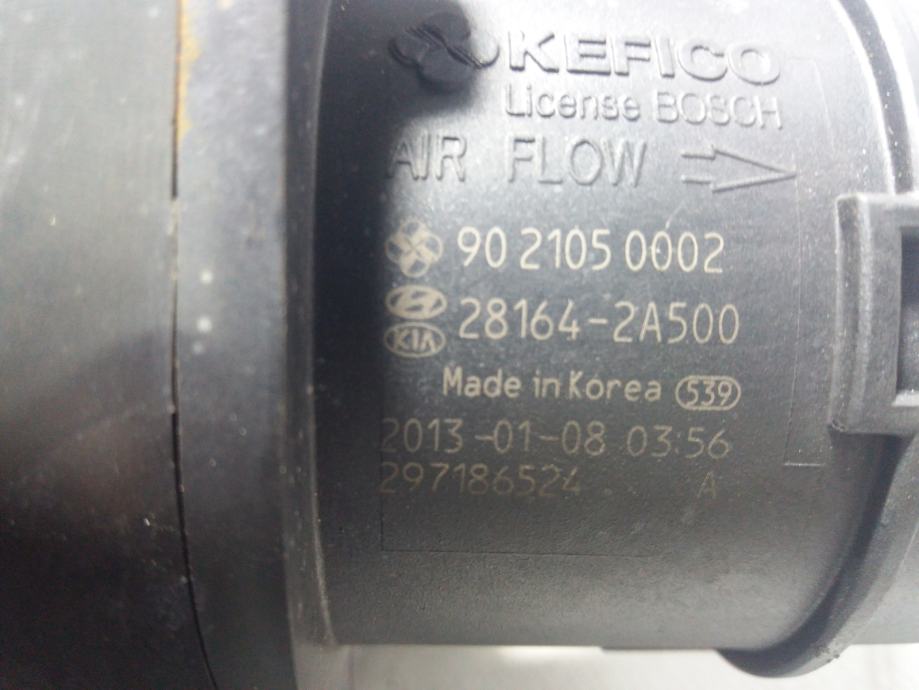 KEFICO
License BOSCH
AIR FLOW
90 2105 0002
28164-2A500
KIA
Made in Korea 539
2013-01-08 03:56
297186524 A